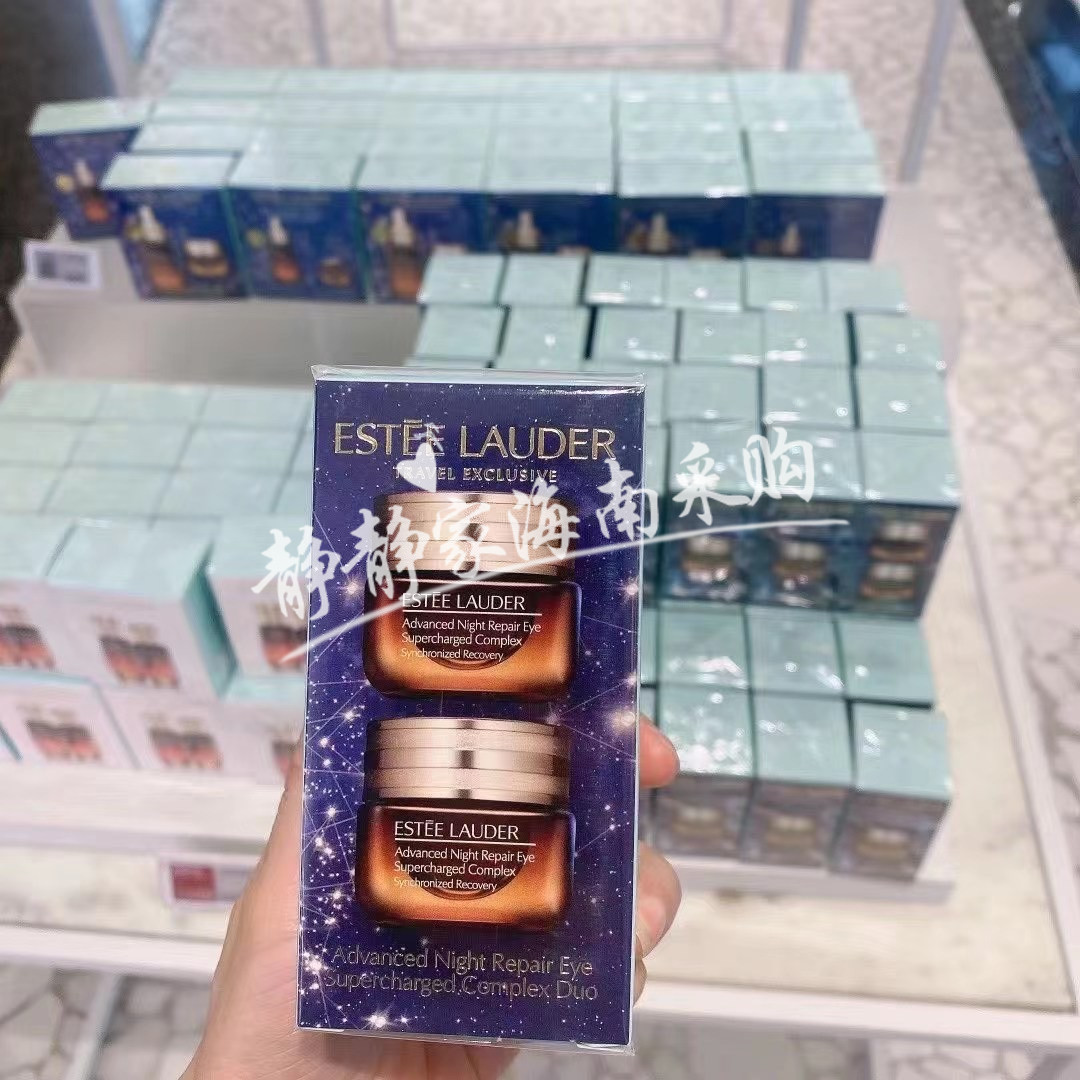 ESTĒE LAUDER
TRAVEL EXCLUSIVE
静静家海南采购
ESTĒE LAUDER
Advanced Night Repair Eye
Supercharged Complex
Synchronized Recovery
ESTĒE LAUDER
Advanced Night Repair Eye
Supercharged Complex
Synchronized Recovery
Advanced Night Repair Eye
Supercharged Complex Duo